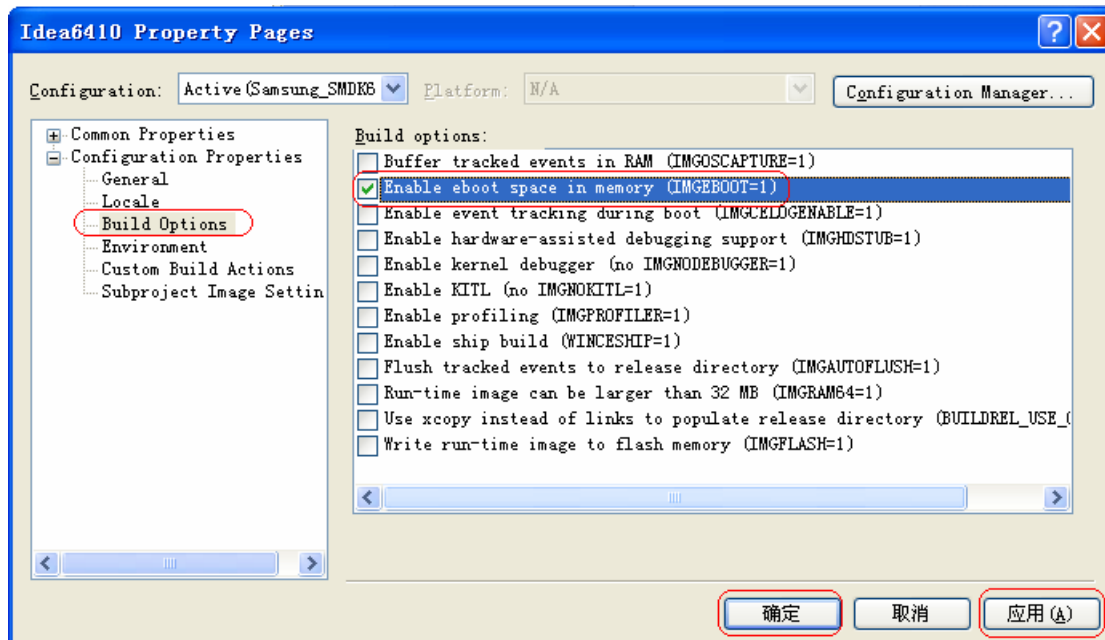 Idea6410 Property Pages
Configuration: Active(Samsung_SMDK6 Platform: N/A Configuration Manager...
Common Properties
Configuration Properties
General
Locale
Build Options
Environment
Custom Build Actions
Subproject Image Settin
Build options:
Buffer tracked events in RAM (IMGOSCAPTURE=1)
Enable eboot space in memory (IMGEBOOT=1)
Enable event tracking during boot (IMGCELOGENABLE=1)
Enable hardware-assisted debugging support (IMGHDSTUB=1)
Enable kernel debugger (no IMGNODEBUGGER=1)
Enable KITL (no IMGNOKITL=1)
Enable profiling (IMGPROFILER=1)
Enable ship build (WINCESHIP=1)
Flush tracked events to release directory (IMGAUTOFLUSH=1)
Run-time image can be larger than 32 MB (IMGRAM64=1)
Use xcopy instead of links to populate release directory (BUILDREL_USE_(
Write run-time image to flash memory (IMGFLASH=1)
确定 取消 应用(A)